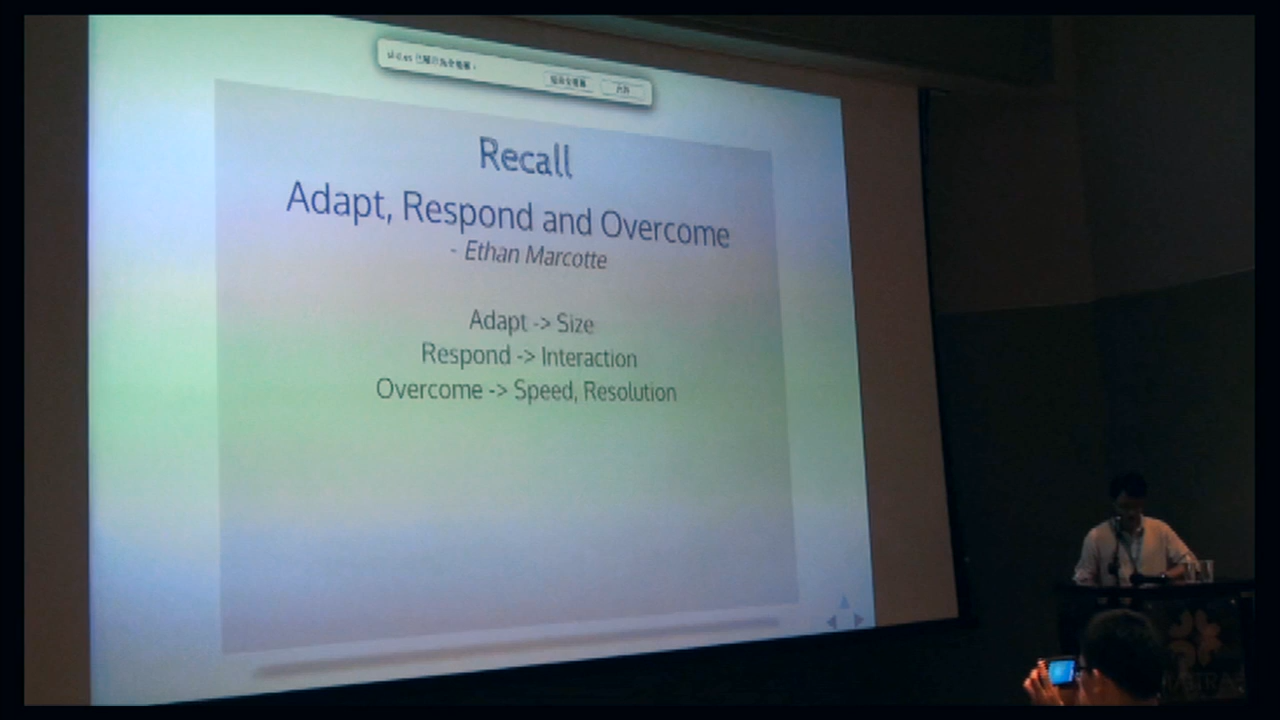 Recall
Adapt, Respond and Overcome
- Ethan Marcotte
Adapt -> Size
Respond -> Interaction
Overcome -> Speed, Resolution